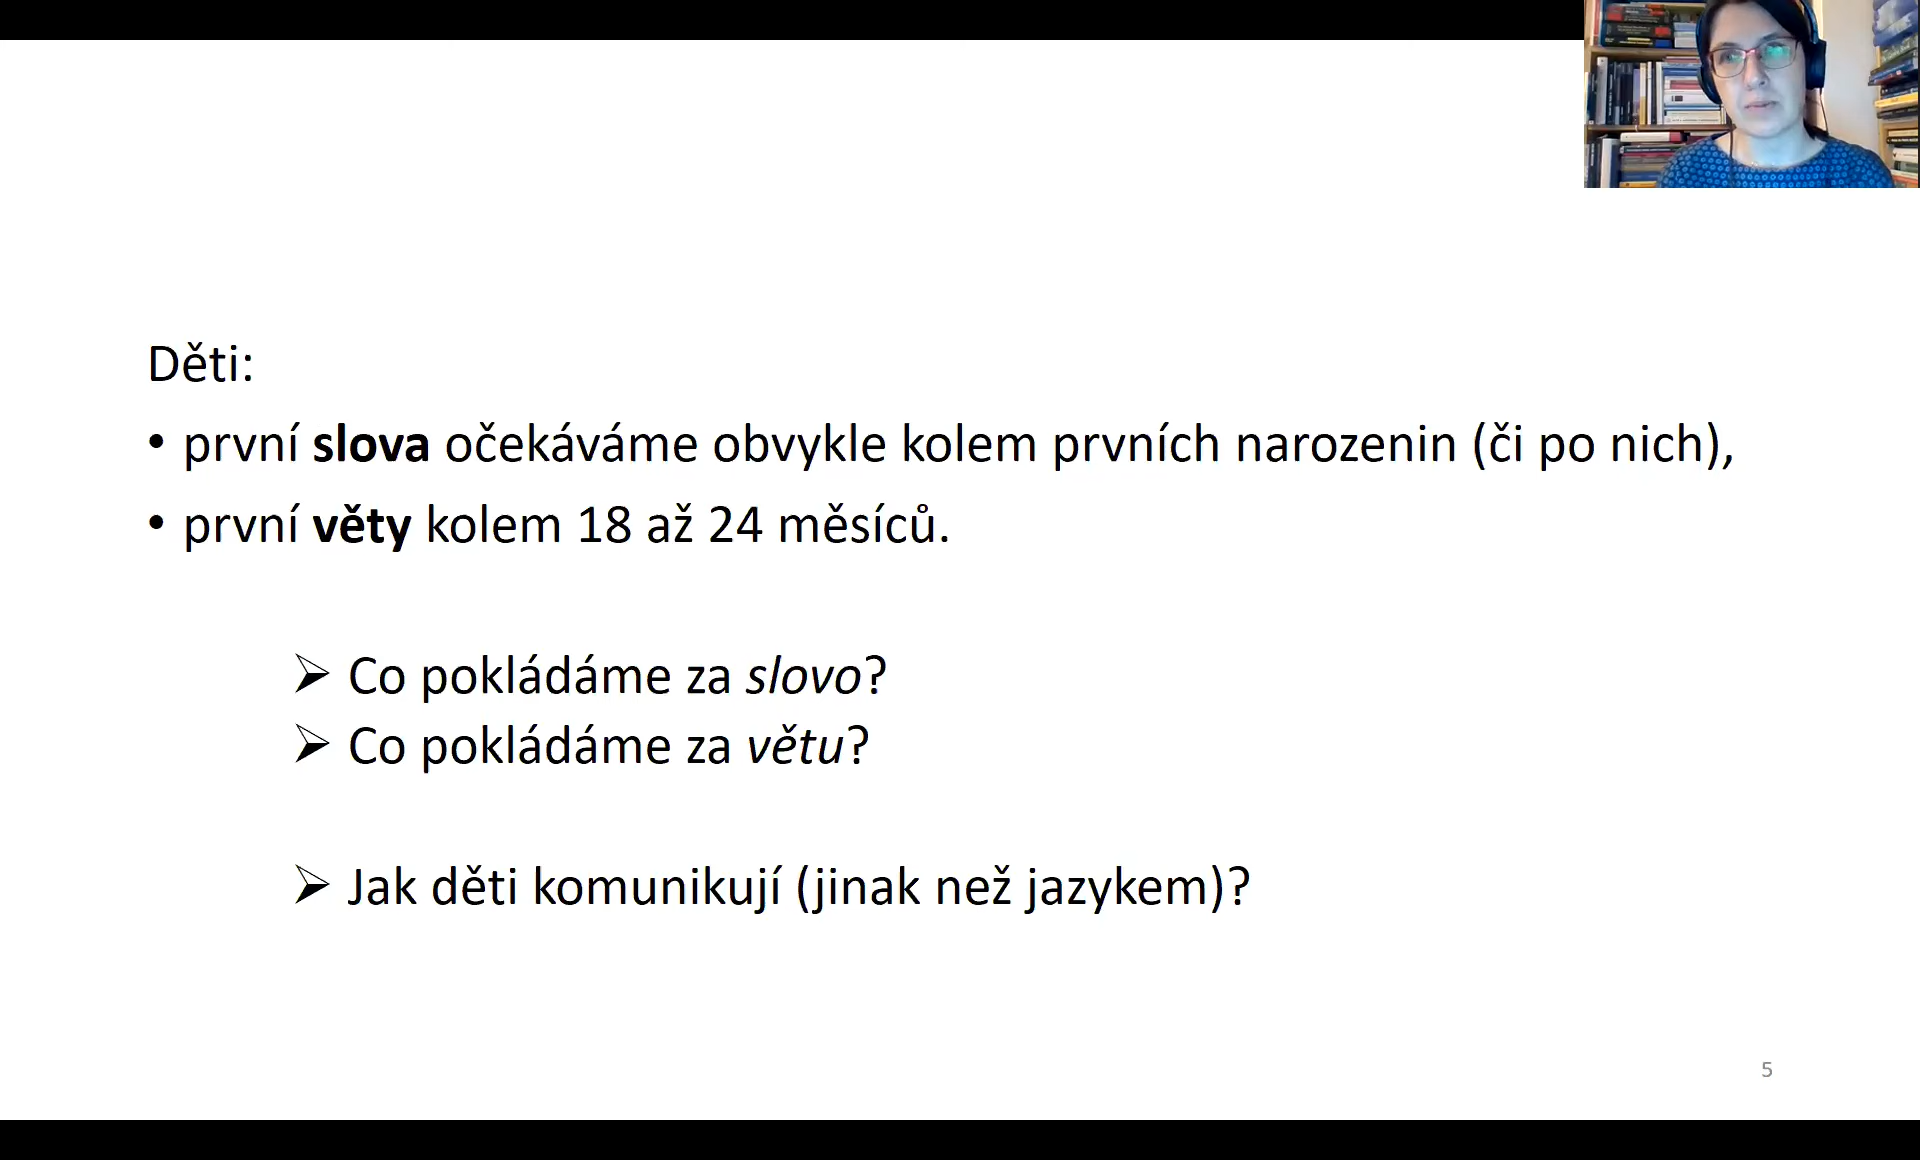 Děti:
• první slova očekáváme obvykle kolem prvních narozenin (či po nich),
• první věty kolem 18 až 24 měsíců.
➢ Co pokládáme za slovo?
➢ Co pokládáme za větu?
➢ Jak děti komunikují (jinak než jazykem)?
5